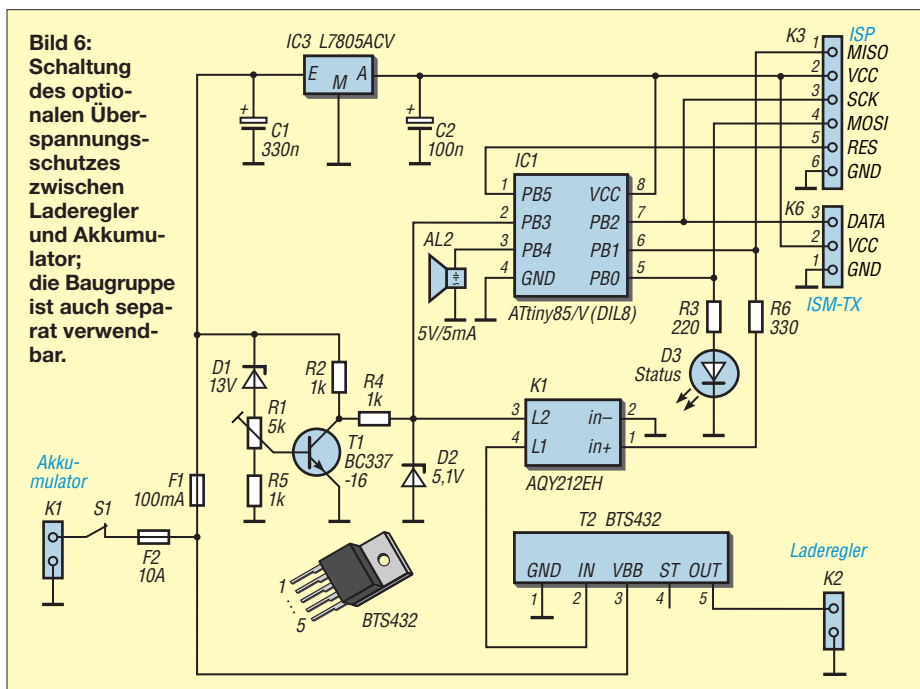 Bild 6:
Schaltung
des optio-
nalen Über-
spannungs-
schutzes
zwischen
Laderegler
und Akkumu-
lator;
die Baugruppe
ist auch sepa-
rat verwend-
bar.
IC3 L7805ACV
E M A
+
C1
330n
+
C2
100n
IC1
1 PB5 VCC 8
2 PB3 PB2 7
3 PB4 PB1 6
4 GND PB0 5
ATtiny85/V (DIL8)
AL2
5V/5mA
K3 ISP
1 MISO
2 VCC
3 SCK
4 MOSI
5 RES
6 GND
K6
3 DATA
2 VCC
1 GND
ISM-TX
R3
220
R6
330
D3
Status
D1
13V
R2
1k
R4
1k
R1
5k
T1
BC337
-16
R5
1k
D2
5,1V
K1
3 L2 in– 2
4 L1 in+ 1
AQY212EH
Akku-
mulator
K1
S1
F1
100mA
F2
10A
1
...
5
BTS432
T2 BTS432
GND IN VBB ST OUT
1 2 3 4 5
Laderegler
K2